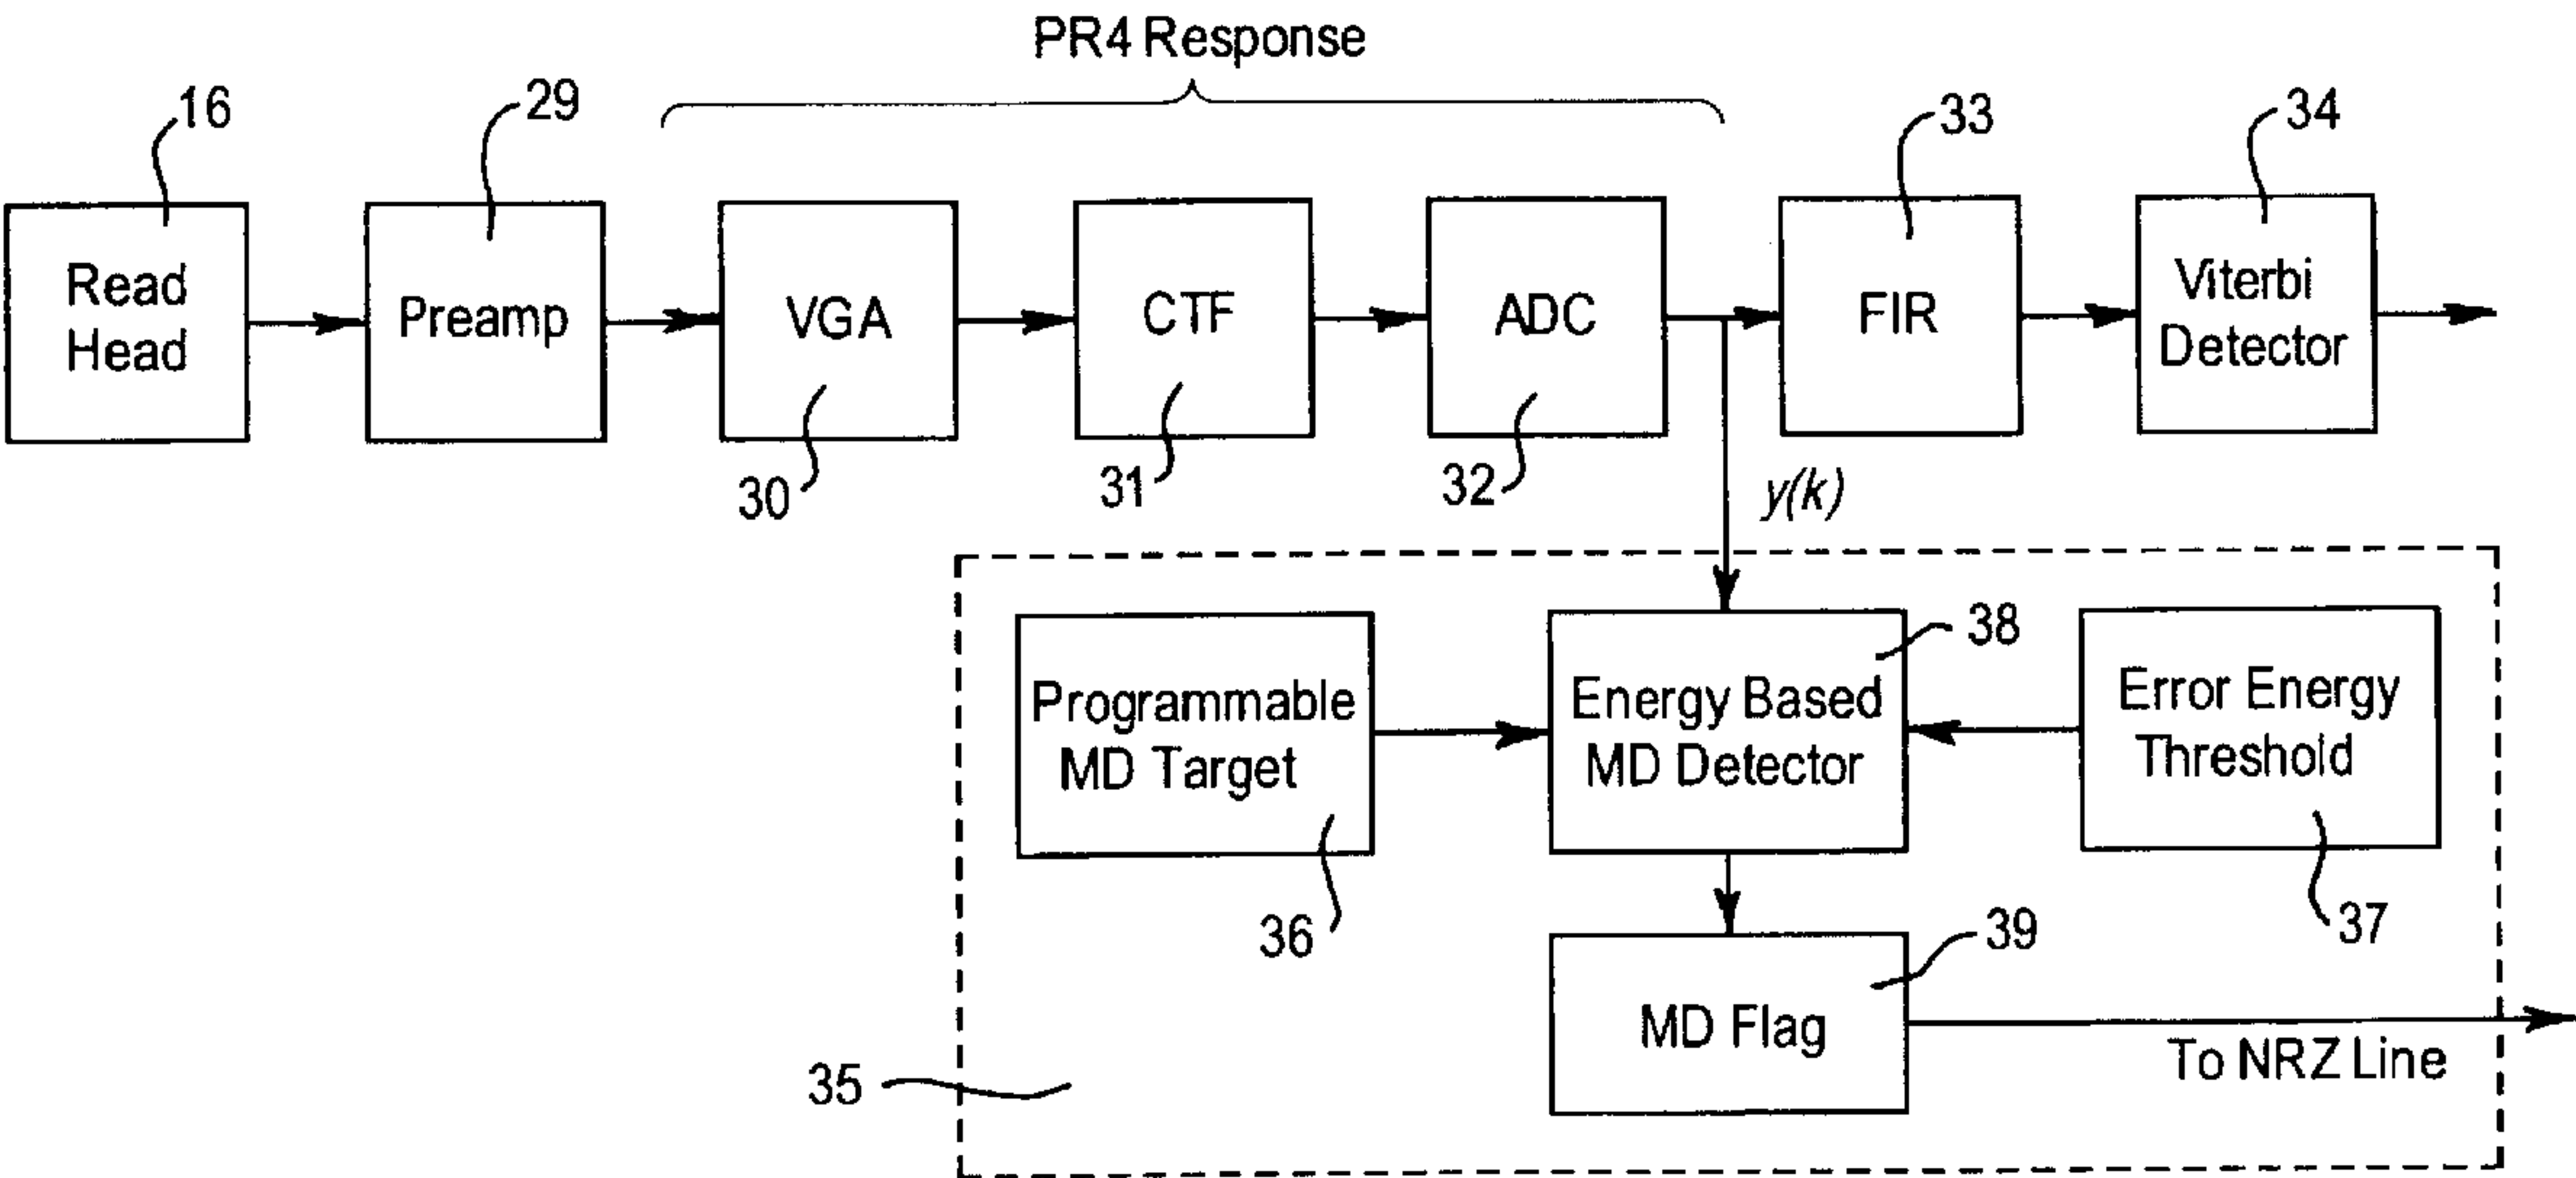 PR4 Response
16
29
33
34
Read
Head
Preamp
VGA
CTF
ADC
FIR
Viterbi
Detector
30
31
32
y(k)
38
Programmable
MD Target
Energy Based
MD Detector
Error Energy
Threshold
36
37
39
MD Flag
35
To NRZ Line